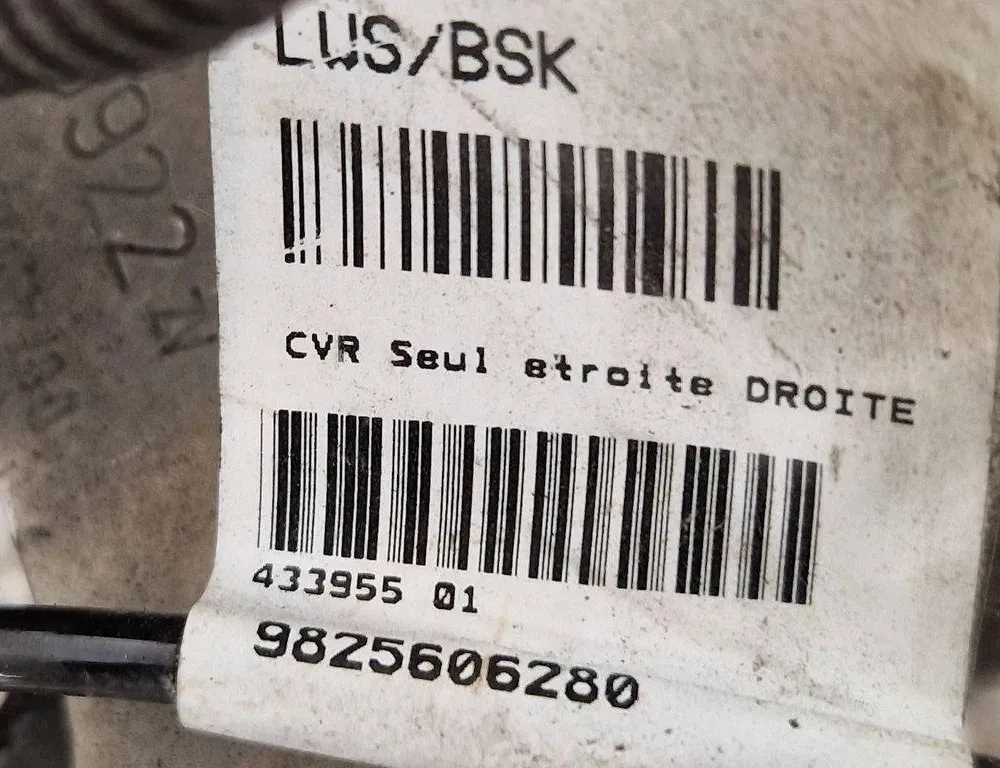 LWS/BSK
CVR Seul etroite DROITE
433955 01
9825606280